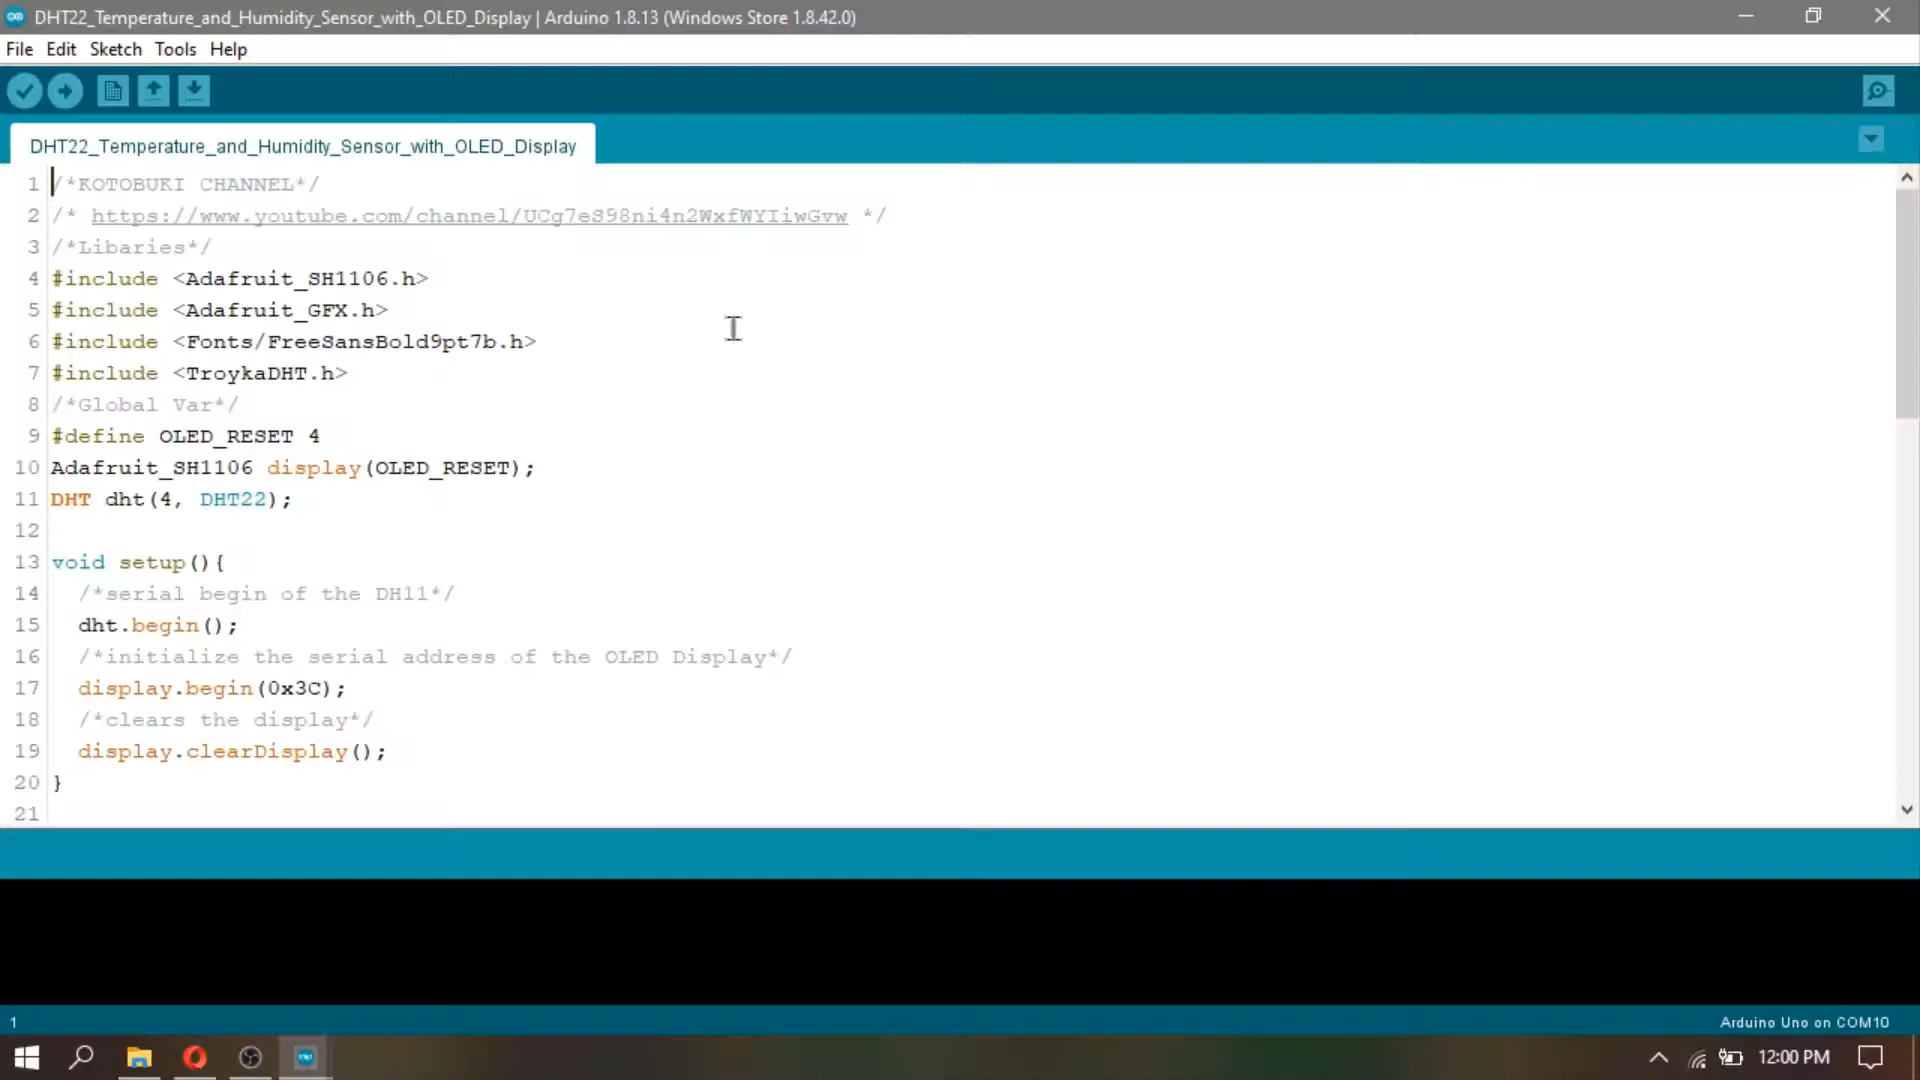 DHT22_Temperature_and_Humidity_Sensor_with_OLED_Display | Arduino 1.8.13 (Windows Store 1.8.42.0)
File Edit Sketch Tools Help
DHT22_Temperature_and_Humidity_Sensor_with_OLED_Display
1 /*KOTOBUKI CHANNEL*/
2 /* https://www.youtube.com/channel/UCg7eS98ni4n2WxfWYIiwGvw */
3 /*Libaries*/
4 #include <Adafruit_SH1106.h>
5 #include <Adafruit_GFX.h>
6 #include <Fonts/FreeSansBold9pt7b.h>
7 #include <TroykaDHT.h>
8 /*Global Var*/
9 #define OLED_RESET 4
10 Adafruit_SH1106 display(OLED_RESET);
11 DHT dht(4, DHT22);
12
13 void setup(){
14 /*serial begin of the DH11*/
15 dht.begin();
16 /*initialize the serial address of the OLED Display*/
17 display.begin(0x3C);
18 /*clears the display*/
19 display.clearDisplay();
20 }
21
1 Arduino Uno on COM10
12:00 PM